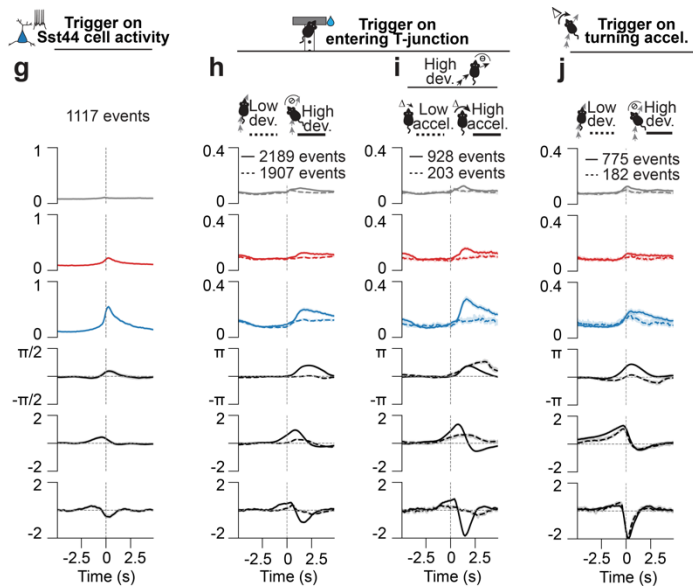 Trigger on
Sst44 cell activity
Trigger on
entering T-junction
Trigger on
turning accel.
g
h
i
j
High
dev.
1117 events
Low
dev.
High
dev.
Low
accel.
High
accel.
Low
dev.
High
dev.
2189 events
1907 events
928 events
203 events
775 events
182 events
1
0
0.4
0
0.4
0
0.4
0
1
0
0.4
0
0.4
0
0.4
0
1
0
0.4
0
0.4
0
0.4
0
π/2
-π/2
π
-π
π
-π
π
-π
2
-2
2
-2
2
-2
2
-2
2
-2
2
-2
2
-2
2
-2
-2.5 0 2.5
-2.5 0 2.5
-2.5 0 2.5
-2.5 0 2.5
Time (s)
Time (s)
Time (s)
Time (s)